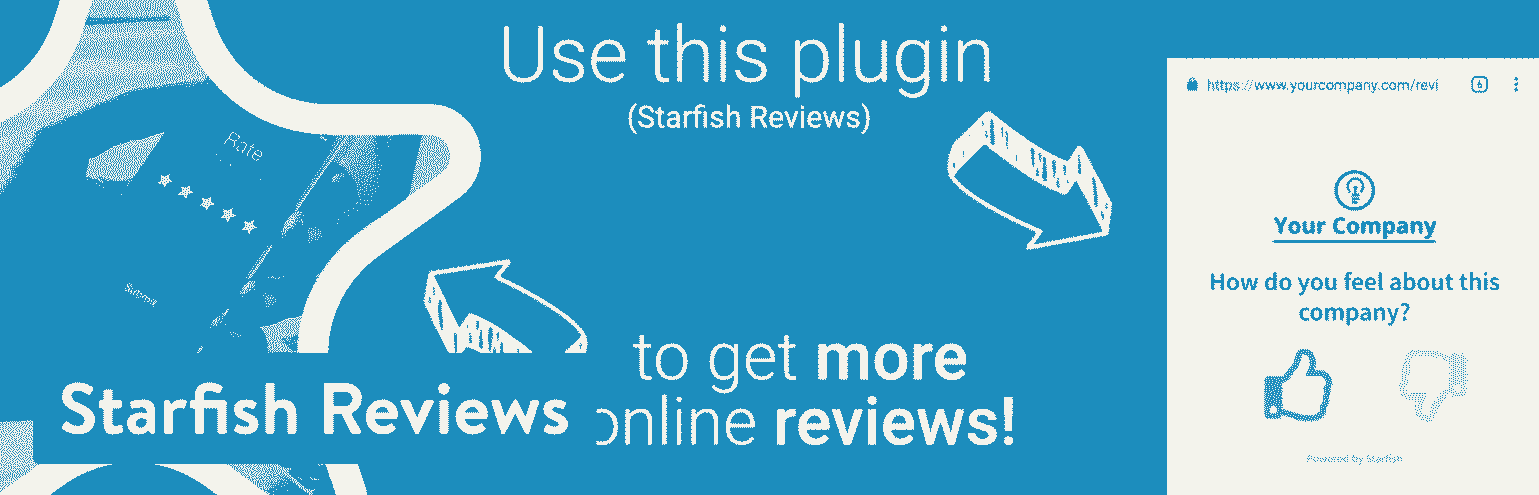 Use this plugin
(Starfish Reviews)
Rate
Submit
to get more
online reviews!
Starfish Reviews
https://www.yourcompany.com/revi
Your Company
How do you feel about this
company?
Powered by Starfish